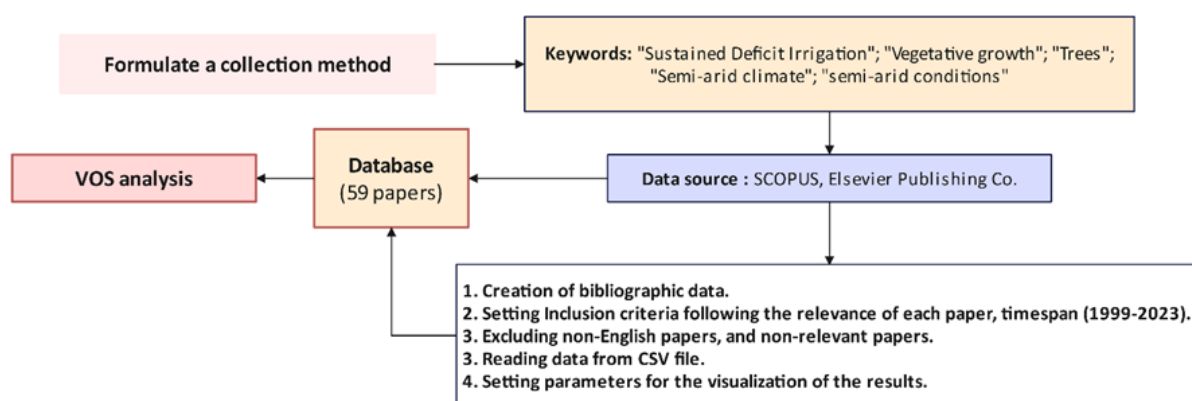 Formulate a collection method
Keywords: "Sustained Deficit Irrigation"; "Vegetative growth"; "Trees";
"Semi-arid climate"; "semi-arid conditions"
VOS analysis
Database
(59 papers)
Data source : SCOPUS, Elsevier Publishing Co.
1. Creation of bibliographic data.
2. Setting Inclusion criteria following the relevance of each paper, timespan (1999-2023).
3. Excluding non-English papers, and non-relevant papers.
3. Reading data from CSV file.
4. Setting parameters for the visualization of the results.